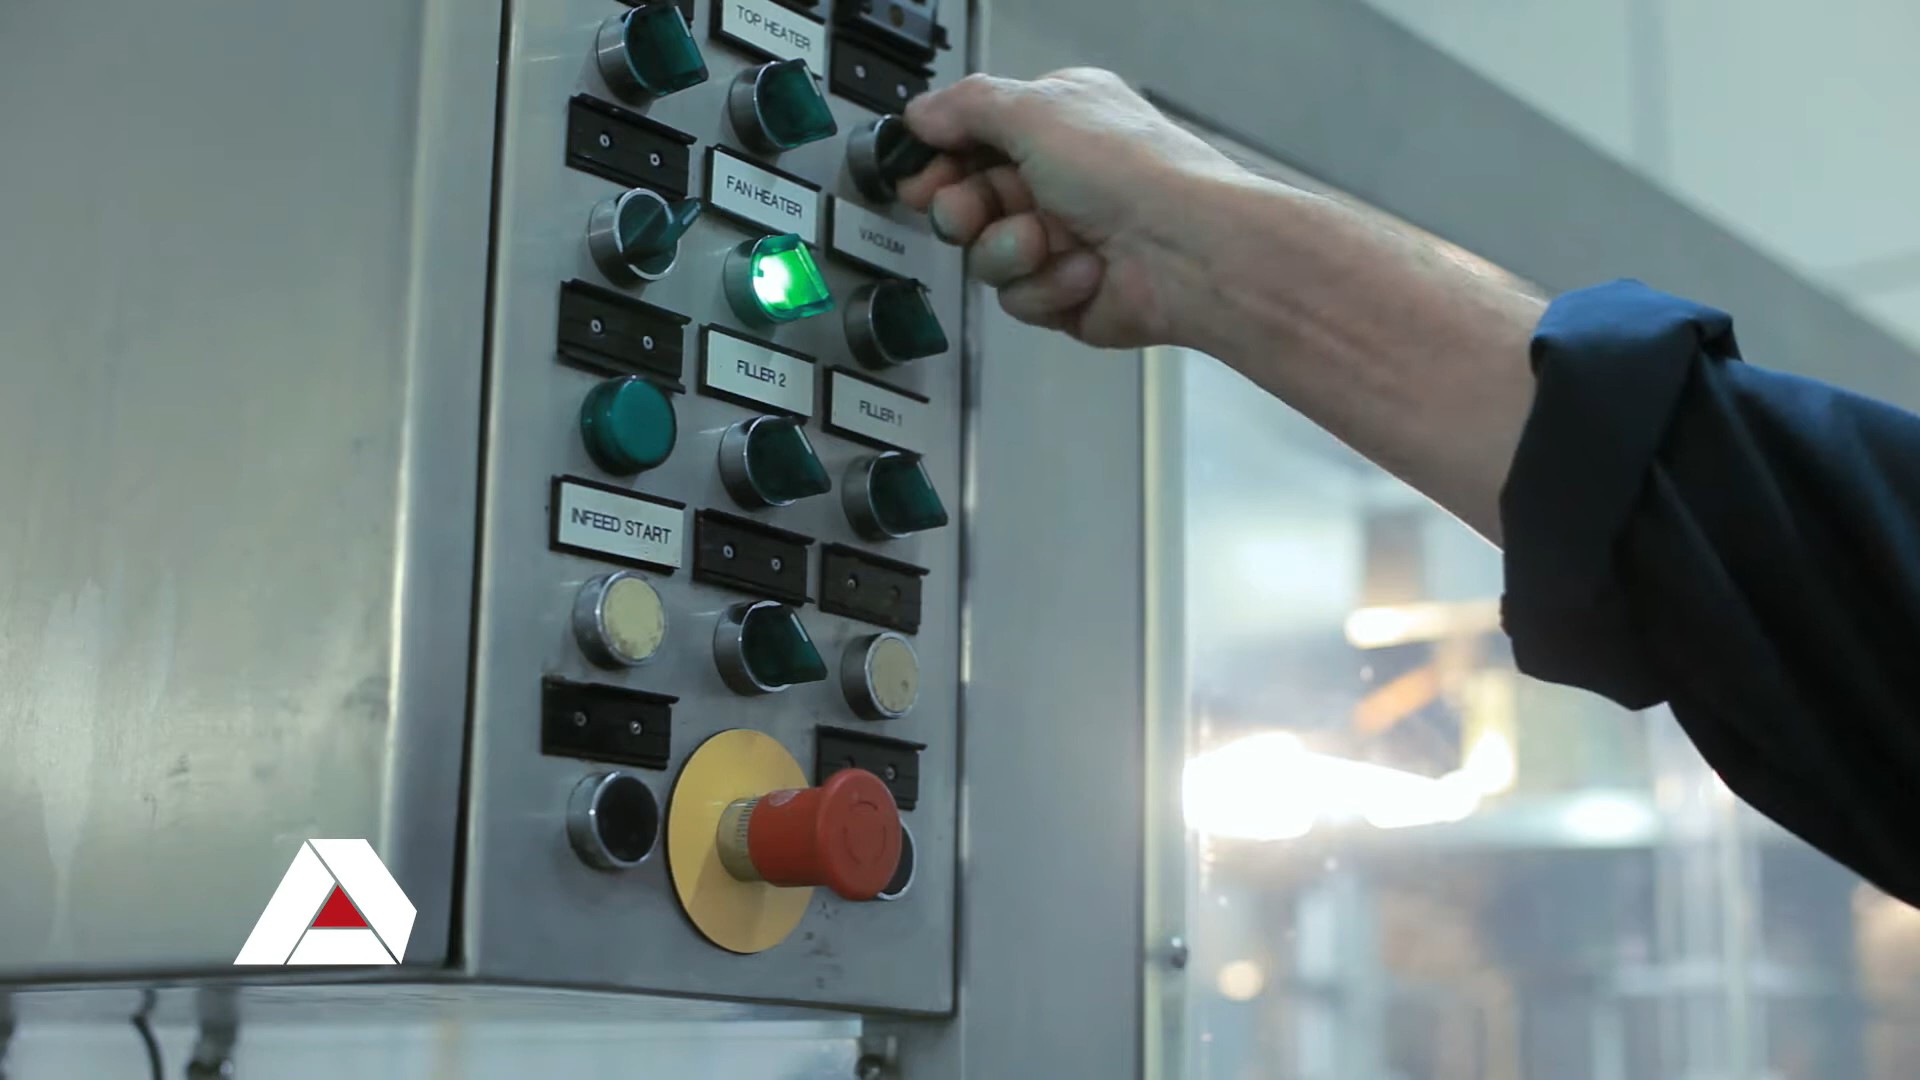 TOP HEATER
FAN HEATER
VACUUM
FILLER 2
FILLER 1
INFEED START